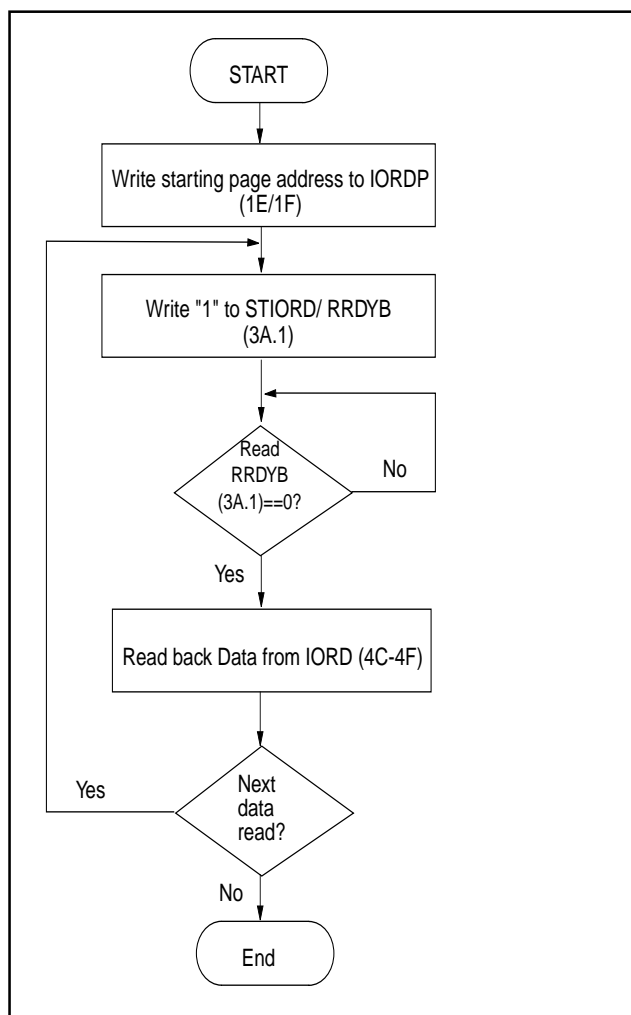 START
Write starting page address to IORDP
(1E/1F)
Write "1" to STIORD/ RRDYB
(3A.1)
Read
RRDYB
(3A.1)==0?
No
Yes
Read back Data from IORD (4C-4F)
Next
data
read?
Yes
No
End